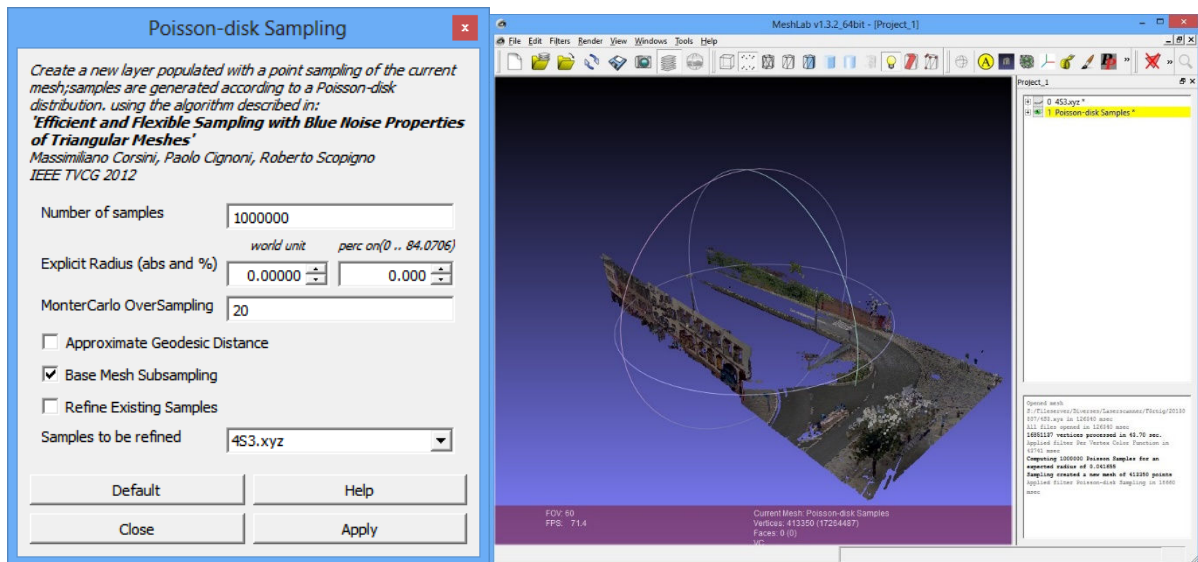 Poisson-disk Sampling
x
Create a new layer populated with a point sampling of the current
mesh;samples are generated according to a Poisson-disk
distribution. using the algorithm described in:
'Efficient and Flexible Sampling with Blue Noise Properties
of Triangular Meshes'
Massimiliano Corsini, Paolo Cignoni, Roberto Scopigno
IEEE TVCG 2012
Number of samples 1000000
world unit perc on(0 .. 84.0706)
Explicit Radius (abs and %) 0.00000 0.000
MonterCarlo OverSampling 20
Approximate Geodesic Distance
Base Mesh Subsampling
Refine Existing Samples
Samples to be refined 4S3.xyz
Default Help
Close Apply
MeshLab v1.3.2_64bit - [Project_1]
File Edit Filters Render View Windows Tools Help
Project_1
0 4S3.xyz *
1 Poisson-disk Samples *
Opened mesh
All files opened in
vertices processed in 43.70 sec.
Applied filter Per Vertex Color Function in
msec
Computing 1000000 Poisson Samples for an
expected radius of
Sampling created a new mesh of 413350 points
Applied filter Poisson-disk Sampling in
msec
FOV: 60
FPS: 71.4
Current Mesh: Poisson-disk Samples
Vertices: 413350 (17264487)
Faces: 0 (0)
VC